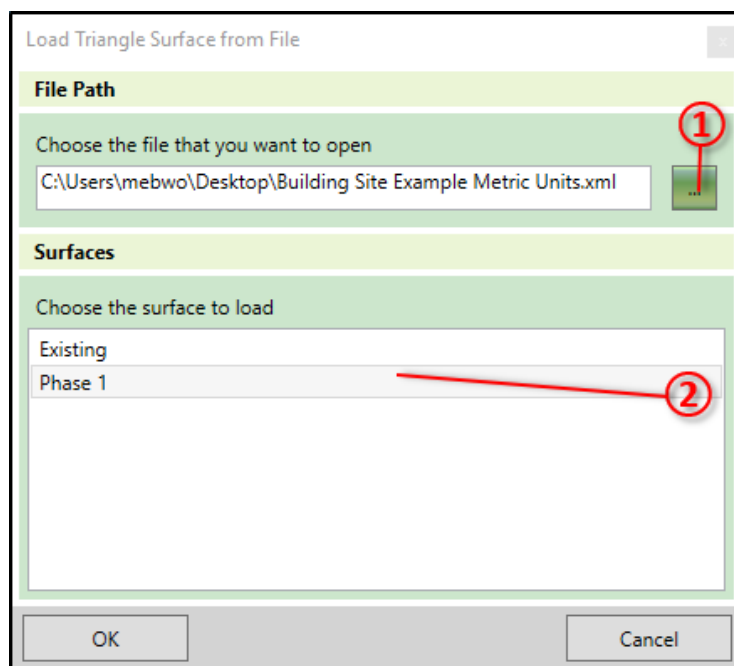 Load Triangle Surface from File
x
File Path
1
Choose the file that you want to open
C:\Users\mebwo\Desktop\Building Site Example Metric Units.xml
...
Surfaces
Choose the surface to load
Existing
Phase 1
2
OK
Cancel